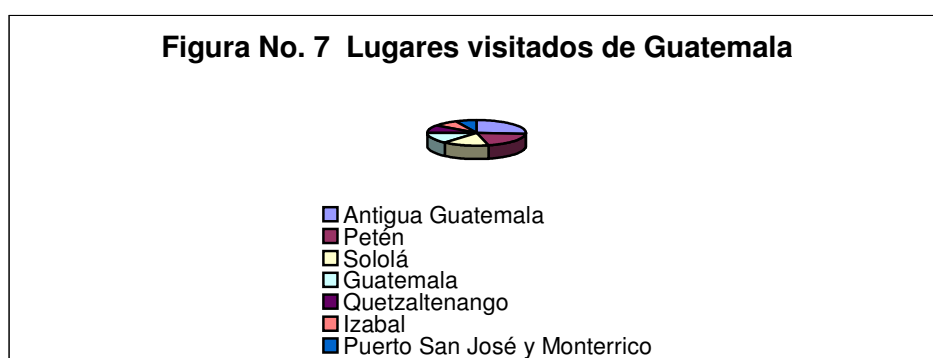 Figura No. 7  Lugares visitados de Guatemala
Antigua Guatemala
Petén
Sololá
Guatemala
Quetzaltenango
Izabal
Puerto San José y Monterrico